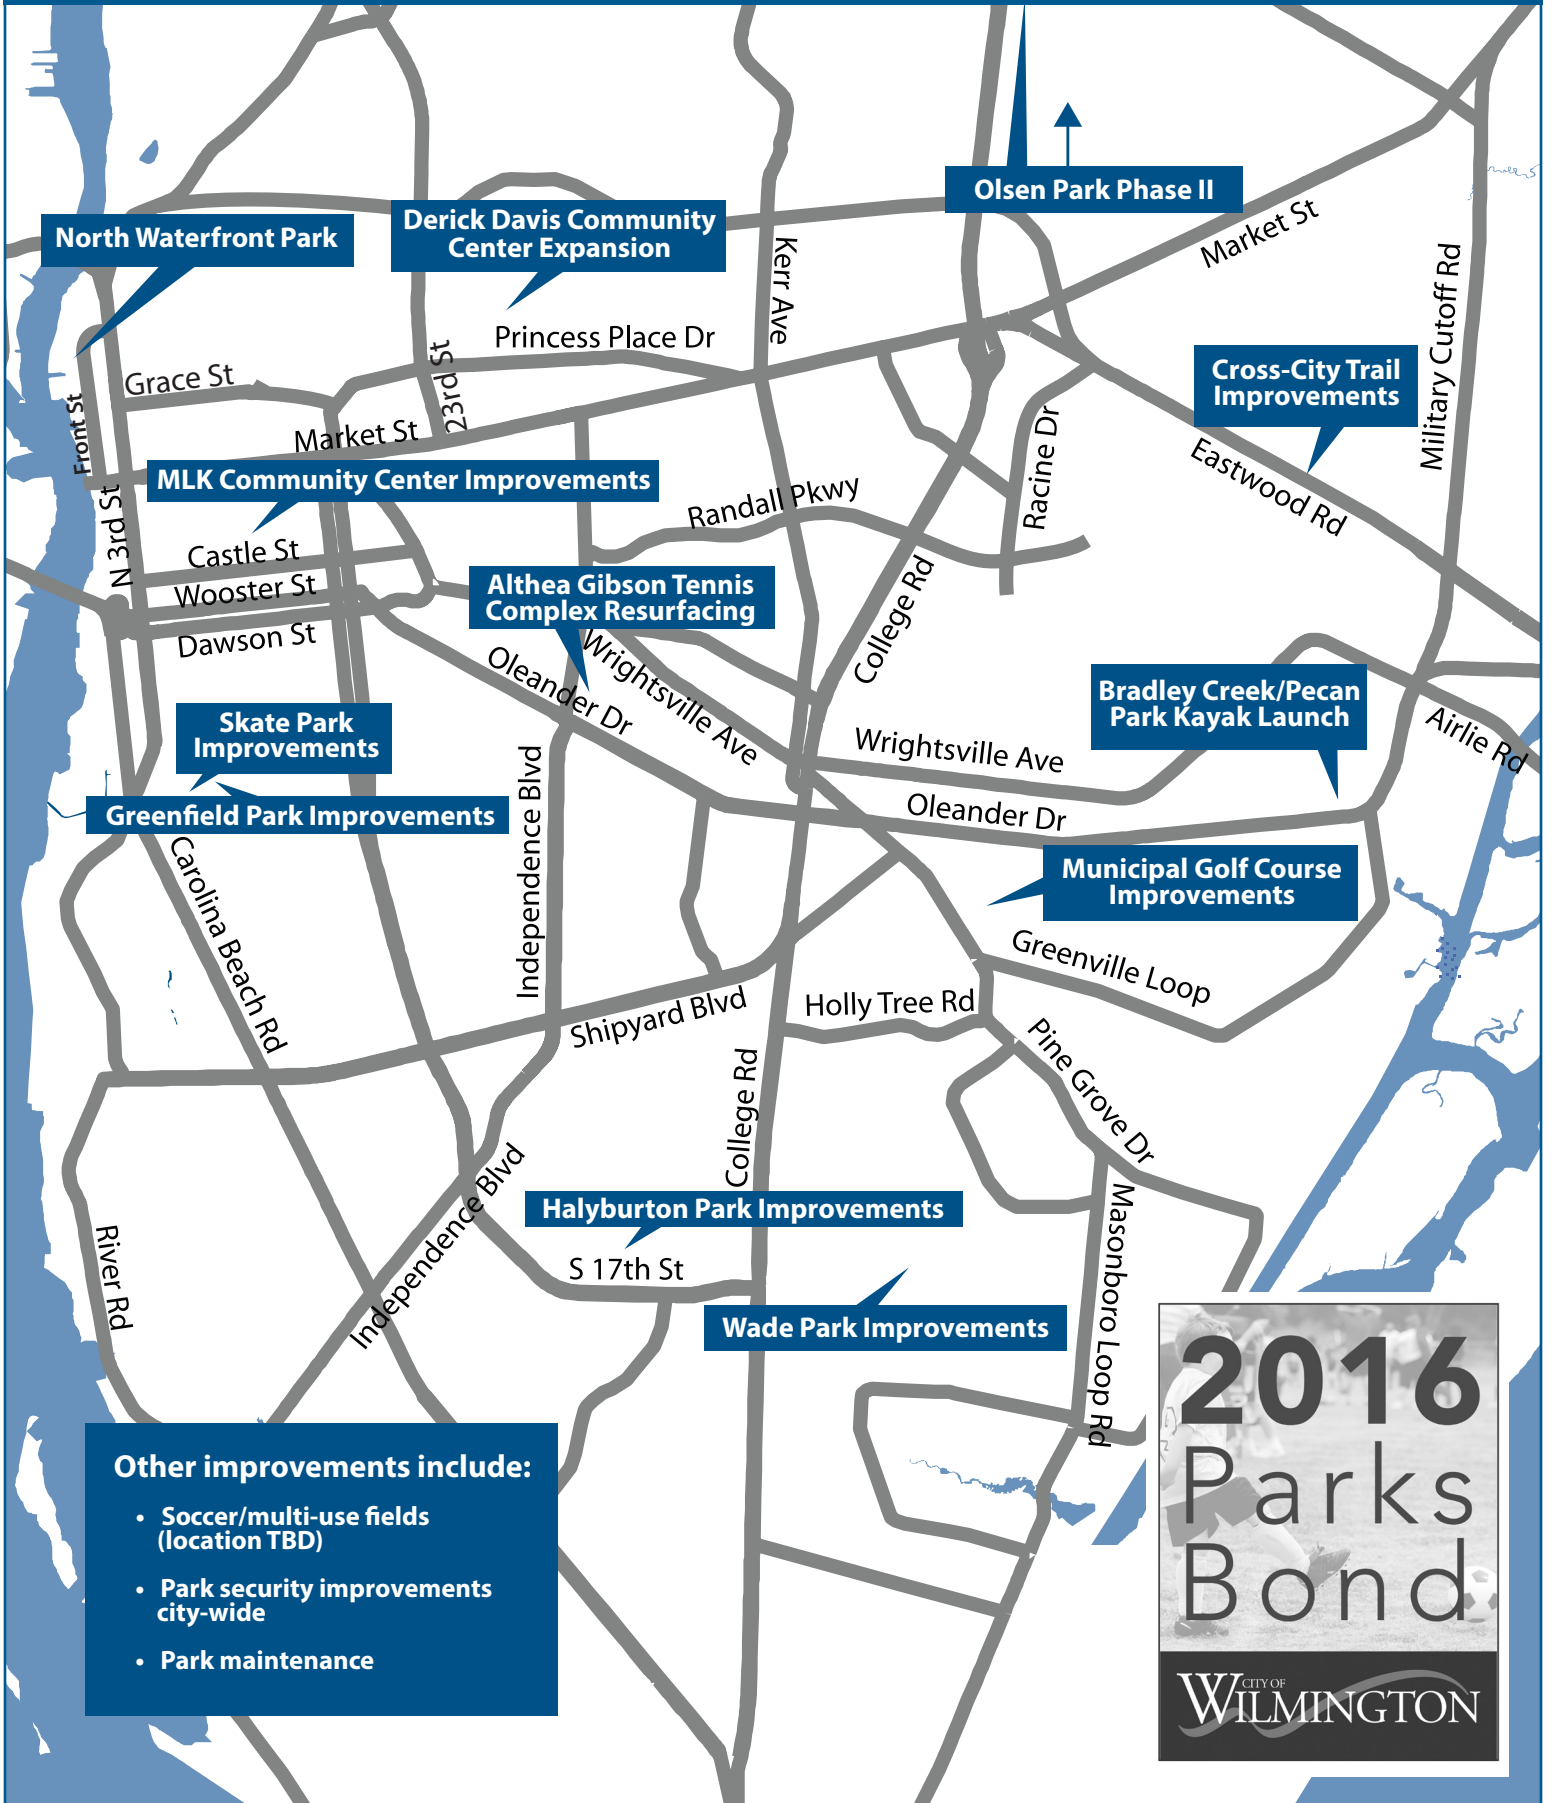 Olsen Park Phase II
North Waterfront Park
Derick Davis Community
Center Expansion
Market St
Kerr Ave
Military Cutoff Rd
Princess Place Dr
23rd St
Grace St
Front St
Market St
Cross-City Trail
Improvements
Racine Dr
Eastwood Rd
MLK Community Center Improvements
Randall Pkwy
N 3rd St
Castle St
Wooster St
Dawson St
Althea Gibson Tennis
Complex Resurfacing
College Rd
Wrightsville Ave
Oleander Dr
Bradley Creek/Pecan
Park Kayak Launch
Airlie Rd
Skate Park
Improvements
Wrightsville Ave
Greenfield Park Improvements
Oleander Dr
Independence Blvd
Carolina Beach Rd
Municipal Golf Course
Improvements
Greenville Loop
Shipyard Blvd
Holly Tree Rd
Pine Grove Dr
College Rd
Independence Blvd
Halyburton Park Improvements
S 17th St
Masonboro Loop Rd
River Rd
Wade Park Improvements
2016
Parks
Bond
CITY OF
WILMINGTON
Other improvements include:
• Soccer/multi-use fields
(location TBD)
• Park security improvements
city-wide
• Park maintenance